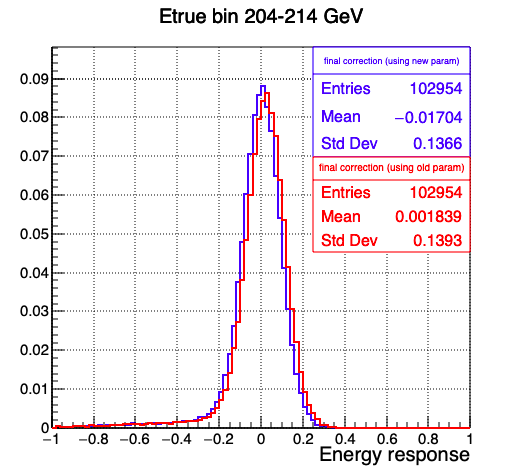 Etrue bin 204-214 GeV
final correction (using new param)
Entries 102954
Mean −0.01704
Std Dev 0.1366
final correction (using old param)
Entries 102954
Mean 0.001839
Std Dev 0.1393
0.09
0.08
0.07
0.06
0.05
0.04
0.03
0.02
0.01
0
−1 −0.8 −0.6 −0.4 −0.2 0 0.2 0.4 0.6 0.8 1
Energy response